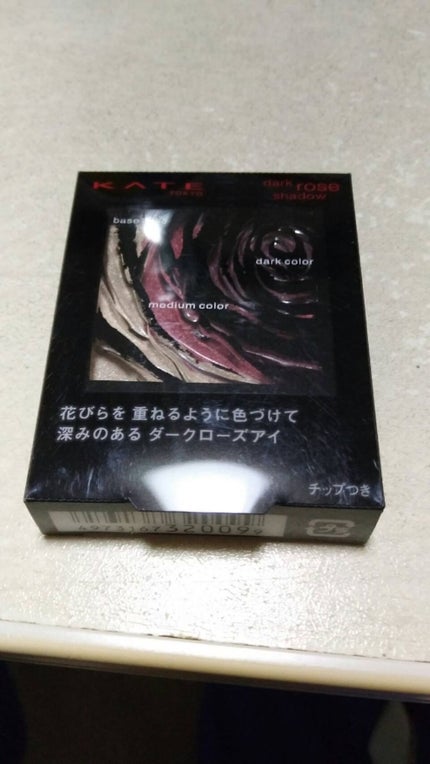 KATE
TOKYO
dark rose
shadow
base
dark color
medium color
花びらを 重ねるように色づけて
深みのある ダークローズアイ
チップつき